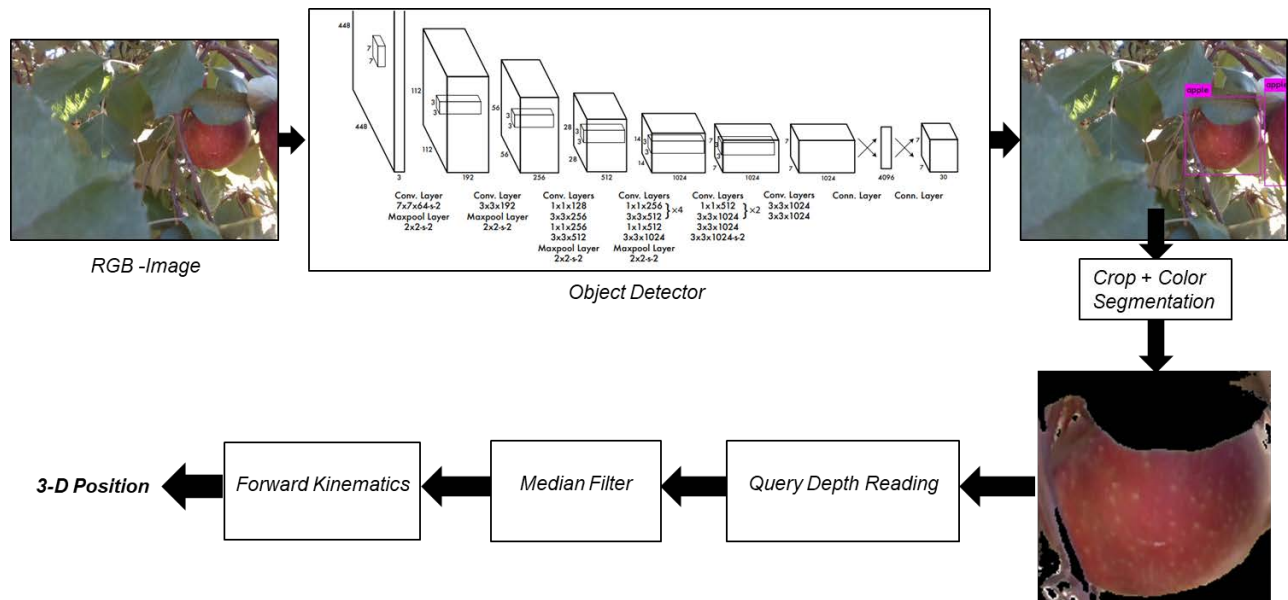 448
7
7
448
3
112
3
3
112
192
56
3
3
56
256
28
3
3
28
512
14
3
3
14
1024
7
3
3
7
1024
7
7
1024
4096
7
7
30
Conv. Layer
7x7x64-s-2
Maxpool Layer
2x2-s-2
Conv. Layer
3x3x192
Maxpool Layer
2x2-s-2
Conv. Layers
1x1x128
3x3x256
1x1x256
3x3x512
Maxpool Layer
2x2-s-2
Conv. Layers
1x1x256
3x3x512
}×4
1x1x512
3x3x1024
Maxpool Layer
2x2-s-2
Conv. Layers
1x1x512
3x3x1024
}×2
3x3x1024
3x3x1024-s-2
Conv. Layers
3x3x1024
3x3x1024
Conn. Layer
Conn. Layer
apple
apple
RGB -Image
Object Detector
Crop + Color
Segmentation
3-D Position
Forward Kinematics
Median Filter
Query Depth Reading